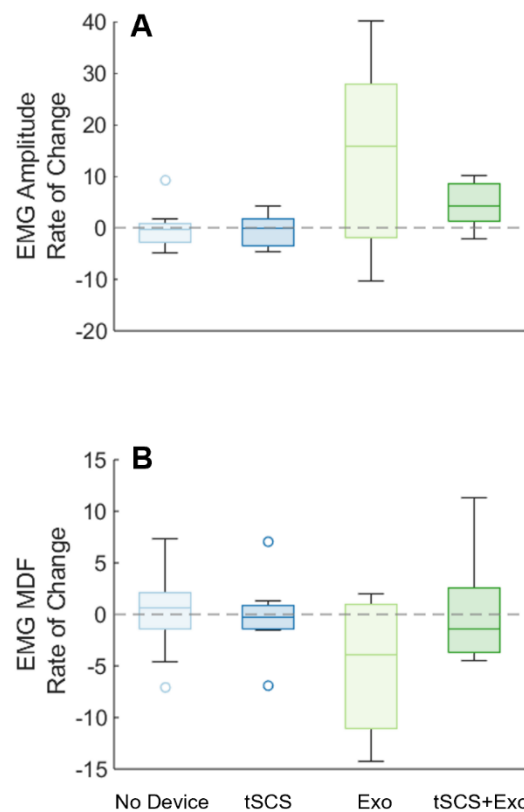 A
EMG Amplitude
Rate of Change
40
30
20
10
0
-10
-20
B
EMG MDF
Rate of Change
15
10
5
0
-5
-10
-15
No Device tSCS Exo tSCS+Exo